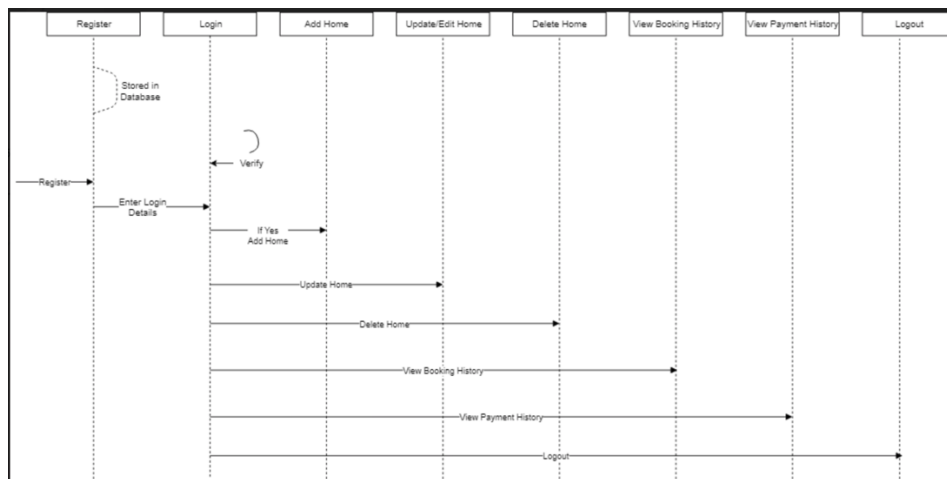 Register
Login
Add Home
Update/Edit Home
Delete Home
View Booking History
View Payment History
Logout
Stored in
Database
Verify
Register
Enter Login
Details
If Yes
Add Home
Update Home
Delete Home
View Booking History
View Payment History
Logout